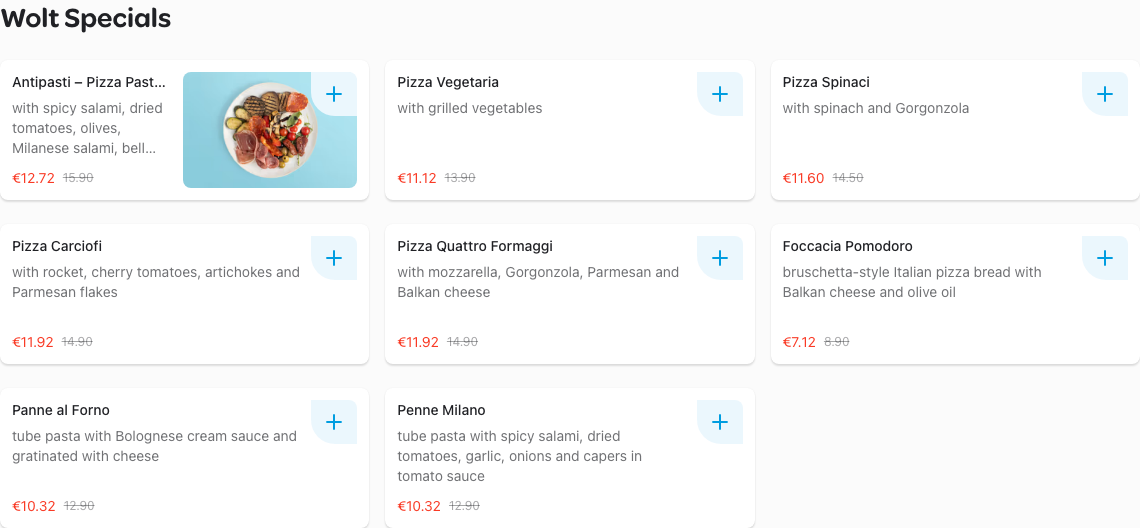 Wolt Specials
Antipasti – Pizza Past...
with spicy salami, dried
tomatoes, olives,
Milanese salami, bell...
€12.72 15.90
Pizza Vegetaria
with grilled vegetables
€11.12 13.90
Pizza Spinaci
with spinach and Gorgonzola
€11.60 14.50
Pizza Carciofi
with rocket, cherry tomatoes, artichokes and
Parmesan flakes
€11.92 14.90
Pizza Quattro Formaggi
with mozzarella, Gorgonzola, Parmesan and
Balkan cheese
€11.92 14.90
Foccacia Pomodoro
bruschetta-style Italian pizza bread with
Balkan cheese and olive oil
€7.12 8.90
Panne al Forno
tube pasta with Bolognese cream sauce and
gratinated with cheese
€10.32 12.90
Penne Milano
tube pasta with spicy salami, dried
tomatoes, garlic, onions and capers in
tomato sauce
€10.32 12.90